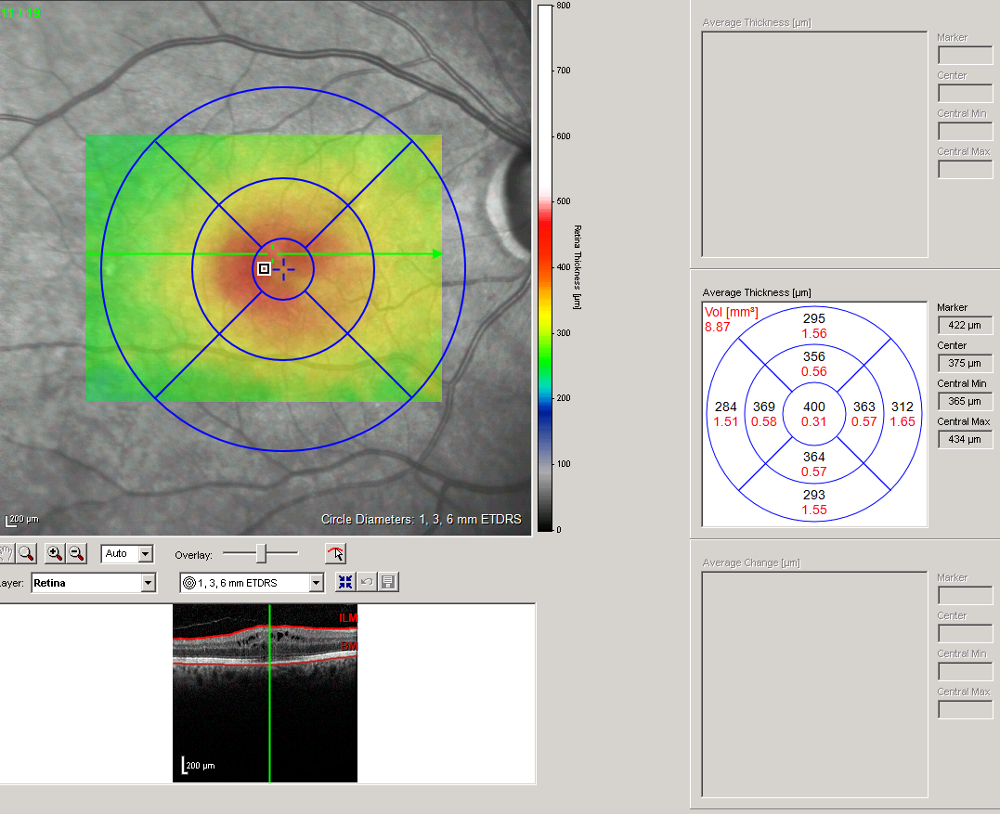 11 / 19
800
700
600
500
400
300
200
100
0
Retina Thickness [µm]
200 µm
Circle Diameters: 1, 3, 6 mm ETDRS
Auto
Overlay:
Layer:
Retina
1, 3, 6 mm ETDRS
ILM
BM
200 µm
Average Thickness [µm]
Marker
Center
Central Min
Central Max
Average Thickness [µm]
Vol [mm³]
8.87
295
1.56
356
0.56
284
1.51
369
0.58
400
0.31
363
0.57
312
1.65
364
0.57
293
1.55
Marker
422 µm
Center
375 µm
Central Min
365 µm
Central Max
434 µm
Average Change [µm]
Marker
Center
Central Min
Central Max